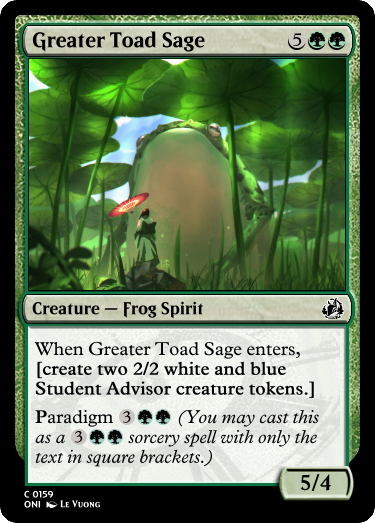 Greater Toad Sage 5
Creature — Frog Spirit
When Greater Toad Sage enters,
[create two 2/2 white and blue
Student Advisor creature tokens.]
Paradigm 3 (You may cast this
as a 3 sorcery spell with only the
text in square brackets.)
5/4
C 0159
ONI Le Vuong